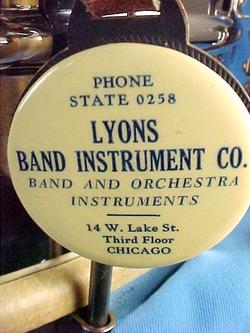 PHONE
STATE 0258
LYONS
BAND INSTRUMENT CO.
BAND AND ORCHESTRA
INSTRUMENTS
14 W. Lake St.
Third Floor
CHICAGO